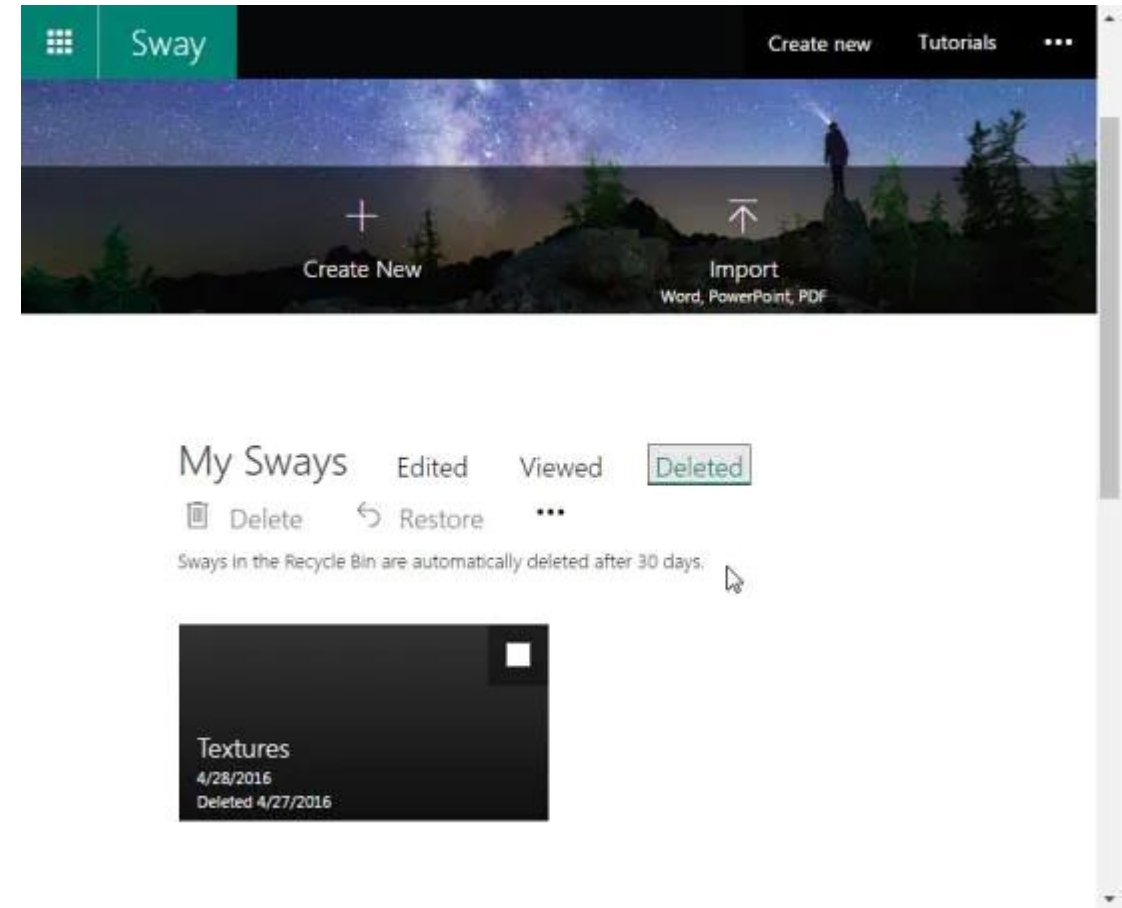 Sway
Create new
Tutorials
•••
Create New
Import
Word, PowerPoint, PDF
My Sways
Edited
Viewed
Deleted
Delete
Restore
•••
Sways in the Recycle Bin are automatically deleted after 30 days.
Textures
4/28/2016
Deleted 4/27/2016